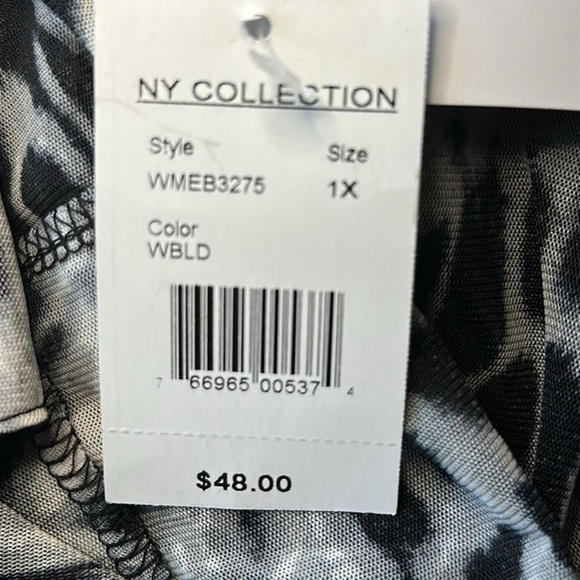 NY COLLECTION
Style Size
WMEB3275 1X
Color
WBLD
7 66965 00537 4
$48.00